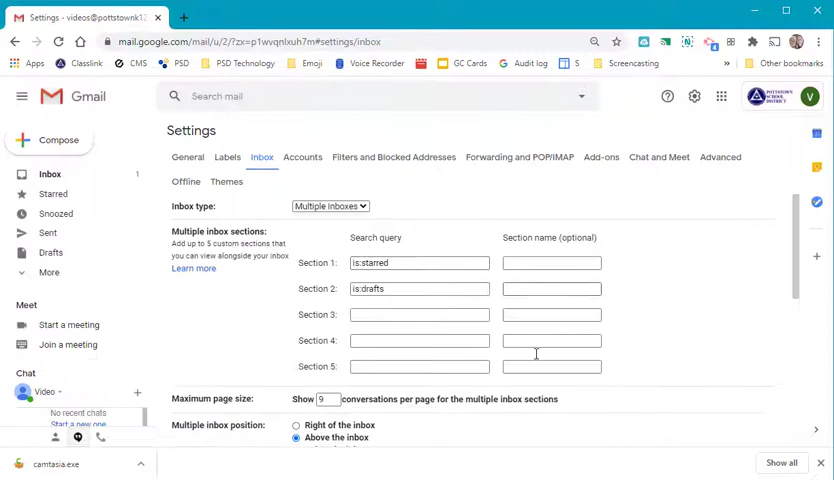 Settings - videos@pottstownk12
mail.google.com/mail/u/2/?zx=p1wvqnlxuh7m#settings/inbox
Apps Classlink CMS PSD PSD Technology Emoji Voice Recorder GC Cards Audit log S Screencasting » Other bookmarks
Gmail
Search mail
POTTSTOWN SCHOOL DISTRICT
V
Settings
Compose
General Labels Inbox Accounts Filters and Blocked Addresses Forwarding and POP/IMAP Add-ons Chat and Meet Advanced
Offline Themes
Inbox 1
Starred
Snoozed
Sent
Drafts
More
Meet
Start a meeting
Join a meeting
Chat
Video
No recent chats
Start a new one
Inbox type: Multiple Inboxes
Multiple inbox sections:
Add up to 5 custom sections that
you can view alongside your inbox
Learn more
Search query Section name (optional)
Section 1: is:starred
Section 2: is:drafts
Section 3:
Section 4:
Section 5:
Maximum page size: Show 9 conversations per page for the multiple inbox sections
Multiple inbox position: Right of the inbox
Above the inbox
camtasia.exe
Show all